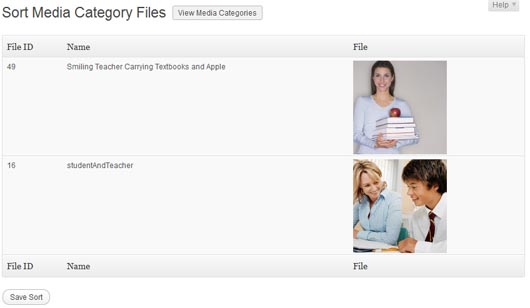 Sort Media Category Files View Media Categories Help
File ID Name File
49 Smiling Teacher Carrying Textbooks and Apple
16 studentAndTeacher
File ID Name File
Save Sort